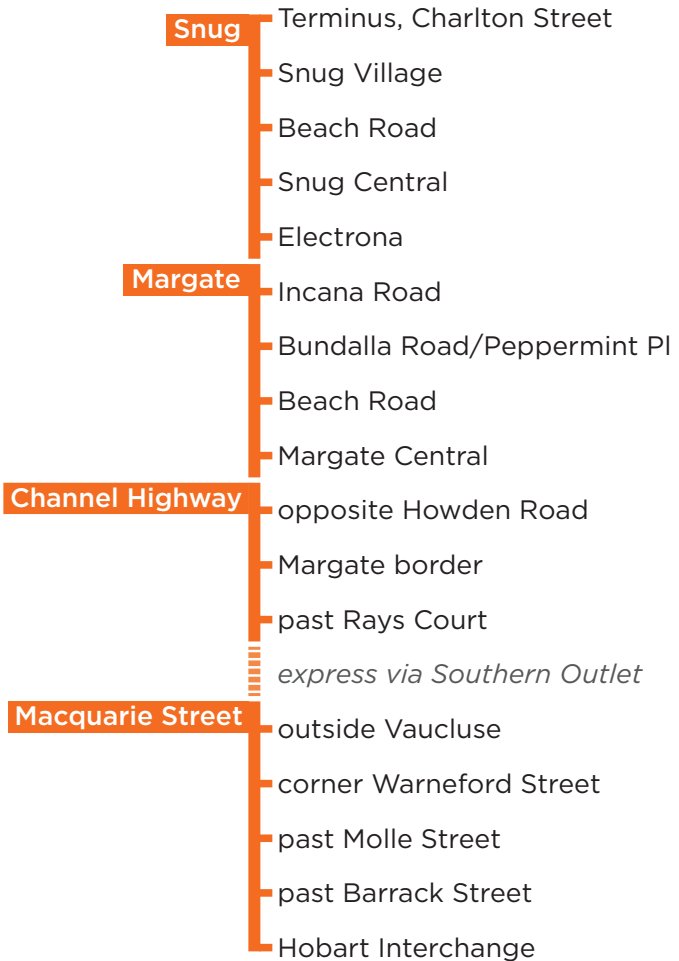 Snug
Terminus, Charlton Street
Snug Village
Beach Road
Snug Central
Electrona
Margate
Incana Road
Bundalla Road/Peppermint Pl
Beach Road
Margate Central
Channel Highway
opposite Howden Road
Margate border
past Rays Court
express via Southern Outlet
Macquarie Street
outside Vaucluse
corner Warneford Street
past Molle Street
past Barrack Street
Hobart Interchange